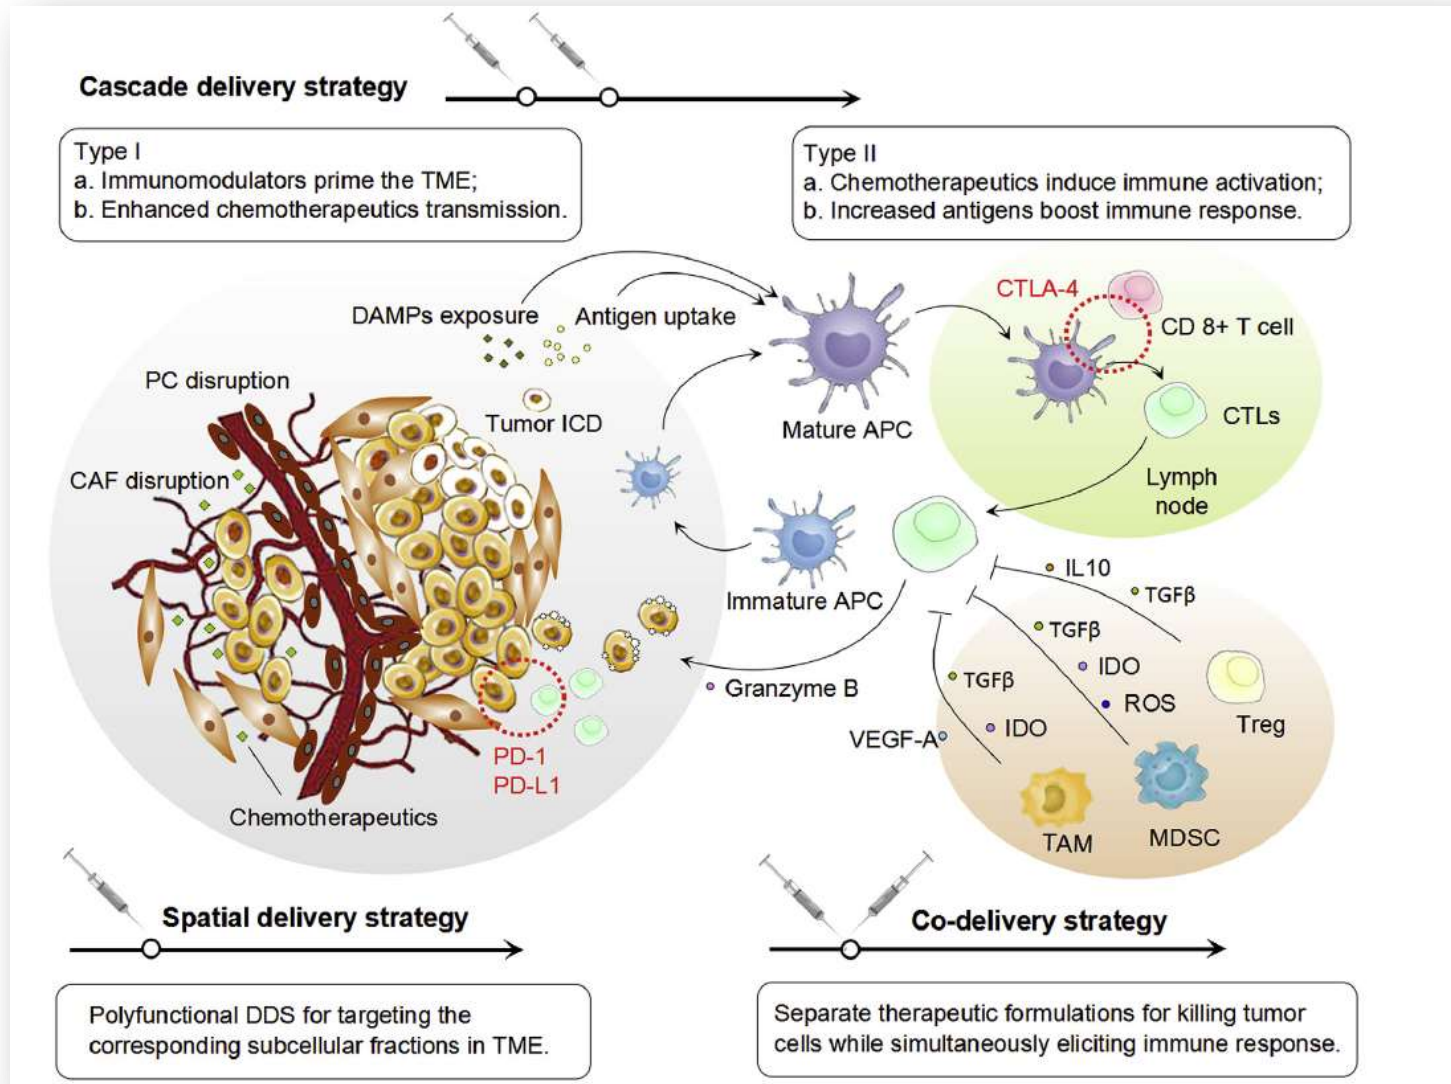 Cascade delivery strategy
Type I
a. Immunomodulators prime the TME;
b. Enhanced chemotherapeutics transmission.
Type II
a. Chemotherapeutics induce immune activation;
b. Increased antigens boost immune response.
DAMPs exposure
Antigen uptake
PC disruption
Tumor ICD
CAF disruption
Mature APC
CTLA-4
CD 8+ T cell
CTLs
Lymph
node
Immature APC
IL10
TGFβ
TGFβ
IDO
ROS
Treg
TGFβ
IDO
VEGF-A
Granzyme B
PD-1
PD-L1
Chemotherapeutics
TAM
MDSC
Spatial delivery strategy
Polyfunctional DDS for targeting the
corresponding subcellular fractions in TME.
Co-delivery strategy
Separate therapeutic formulations for killing tumor
cells while simultaneously eliciting immune response.